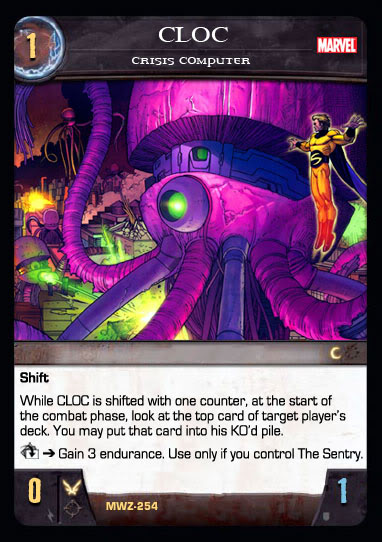 1
CLOC
CRISIS COMPUTER
MARVEL
S
C
Shift
While CLOC is shifted with one counter, at the start
of the combat phase, look at the top card of target player's
deck. You may put that card into his KO'd pile.
➔ Gain 3 endurance. Use only if you control The Sentry.
0
MWZ-254
1